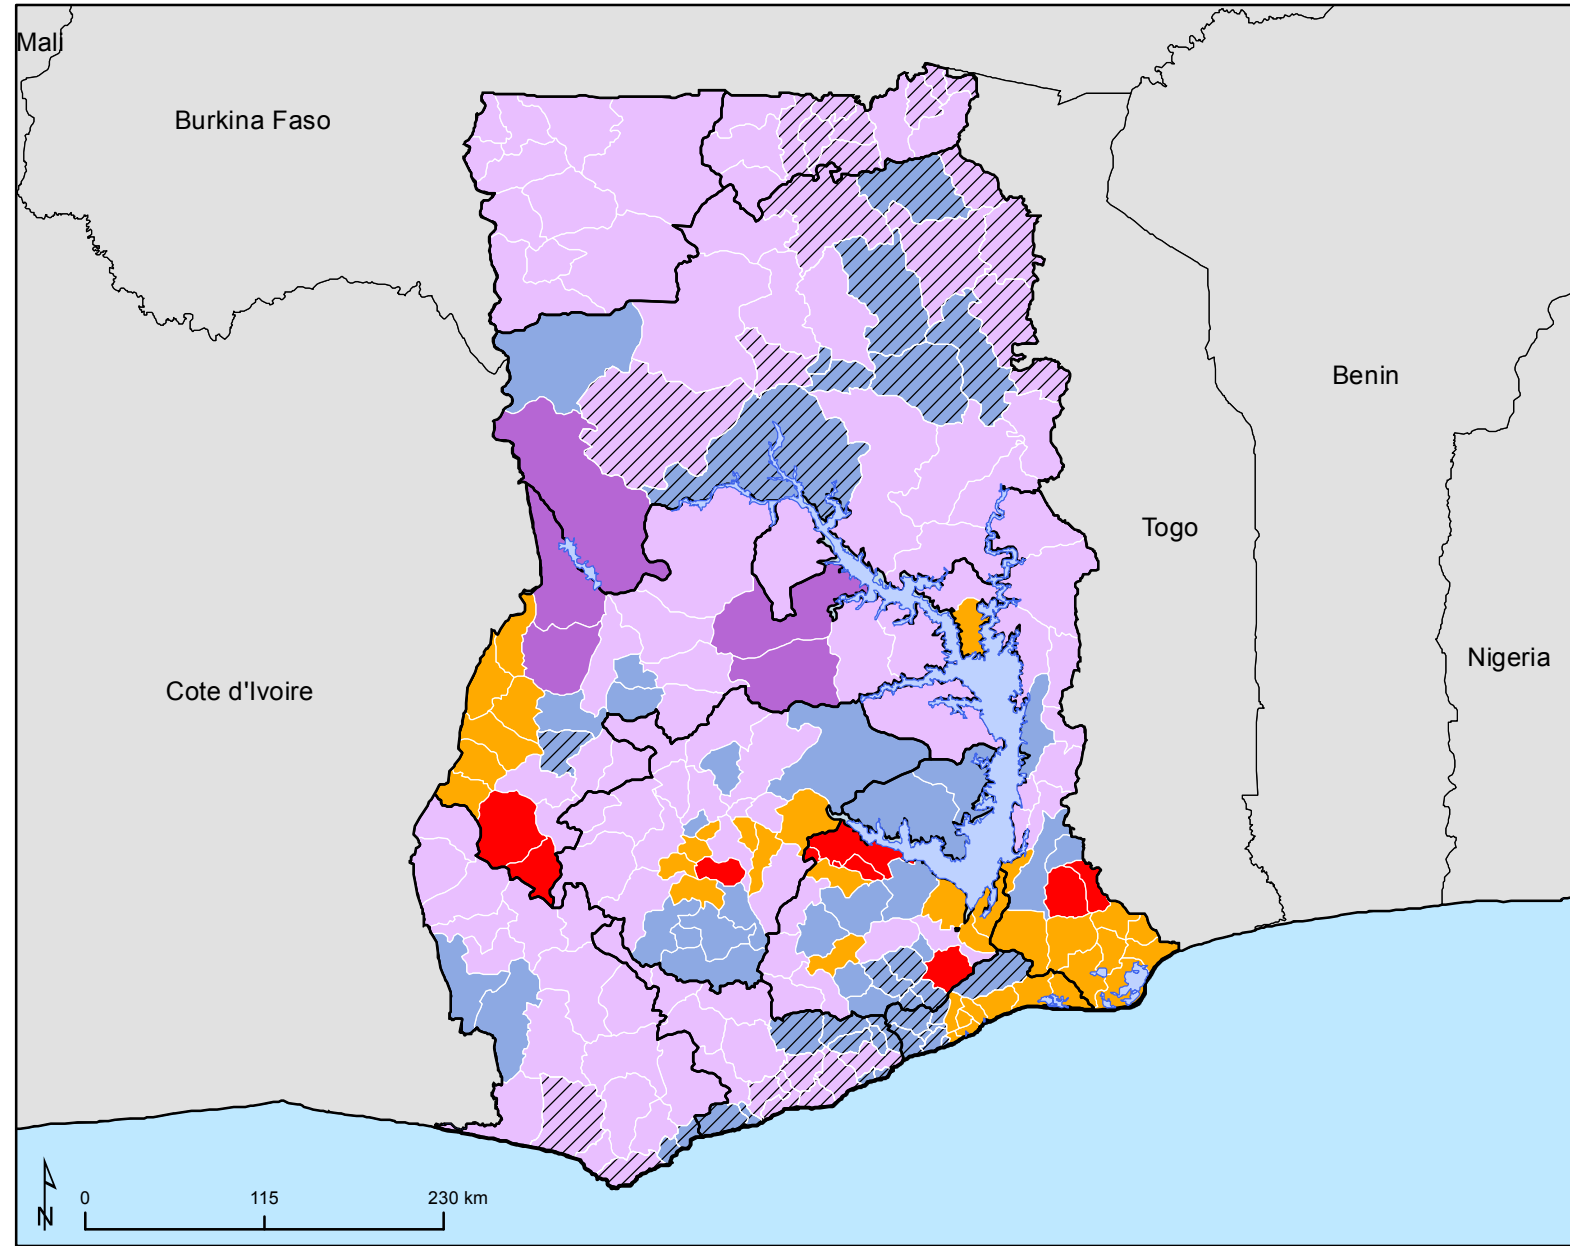 Mali
Burkina Faso
Benin
Togo
Nigeria
Cote d'Ivoire
0 115 230 km
N